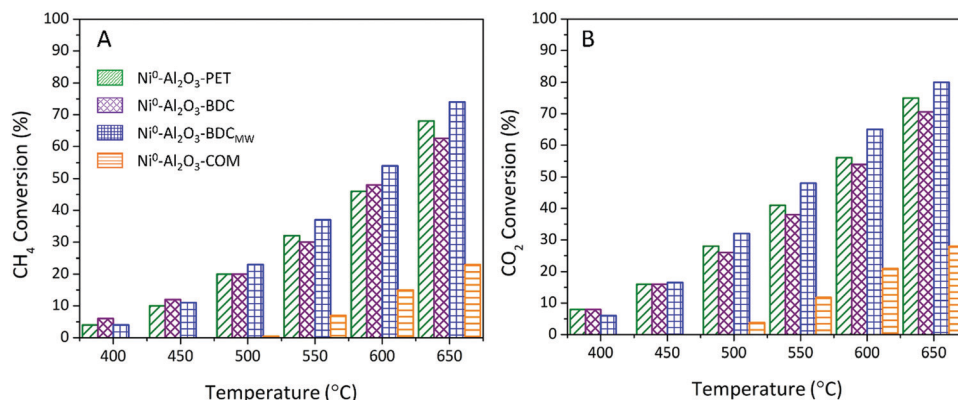 A
CH₄ Conversion (%)
100
90
80
70
60
50
40
30
20
10
0
Ni⁰-Al₂O₃-PET
Ni⁰-Al₂O₃-BDC
Ni⁰-Al₂O₃-BDC_MW
Ni⁰-Al₂O₃-COM
400 450 500 550 600 650
Temperature (°C)
B
CO₂ Conversion (%)
100
90
80
70
60
50
40
30
20
10
0
400 450 500 550 600 650
Temperature (°C)